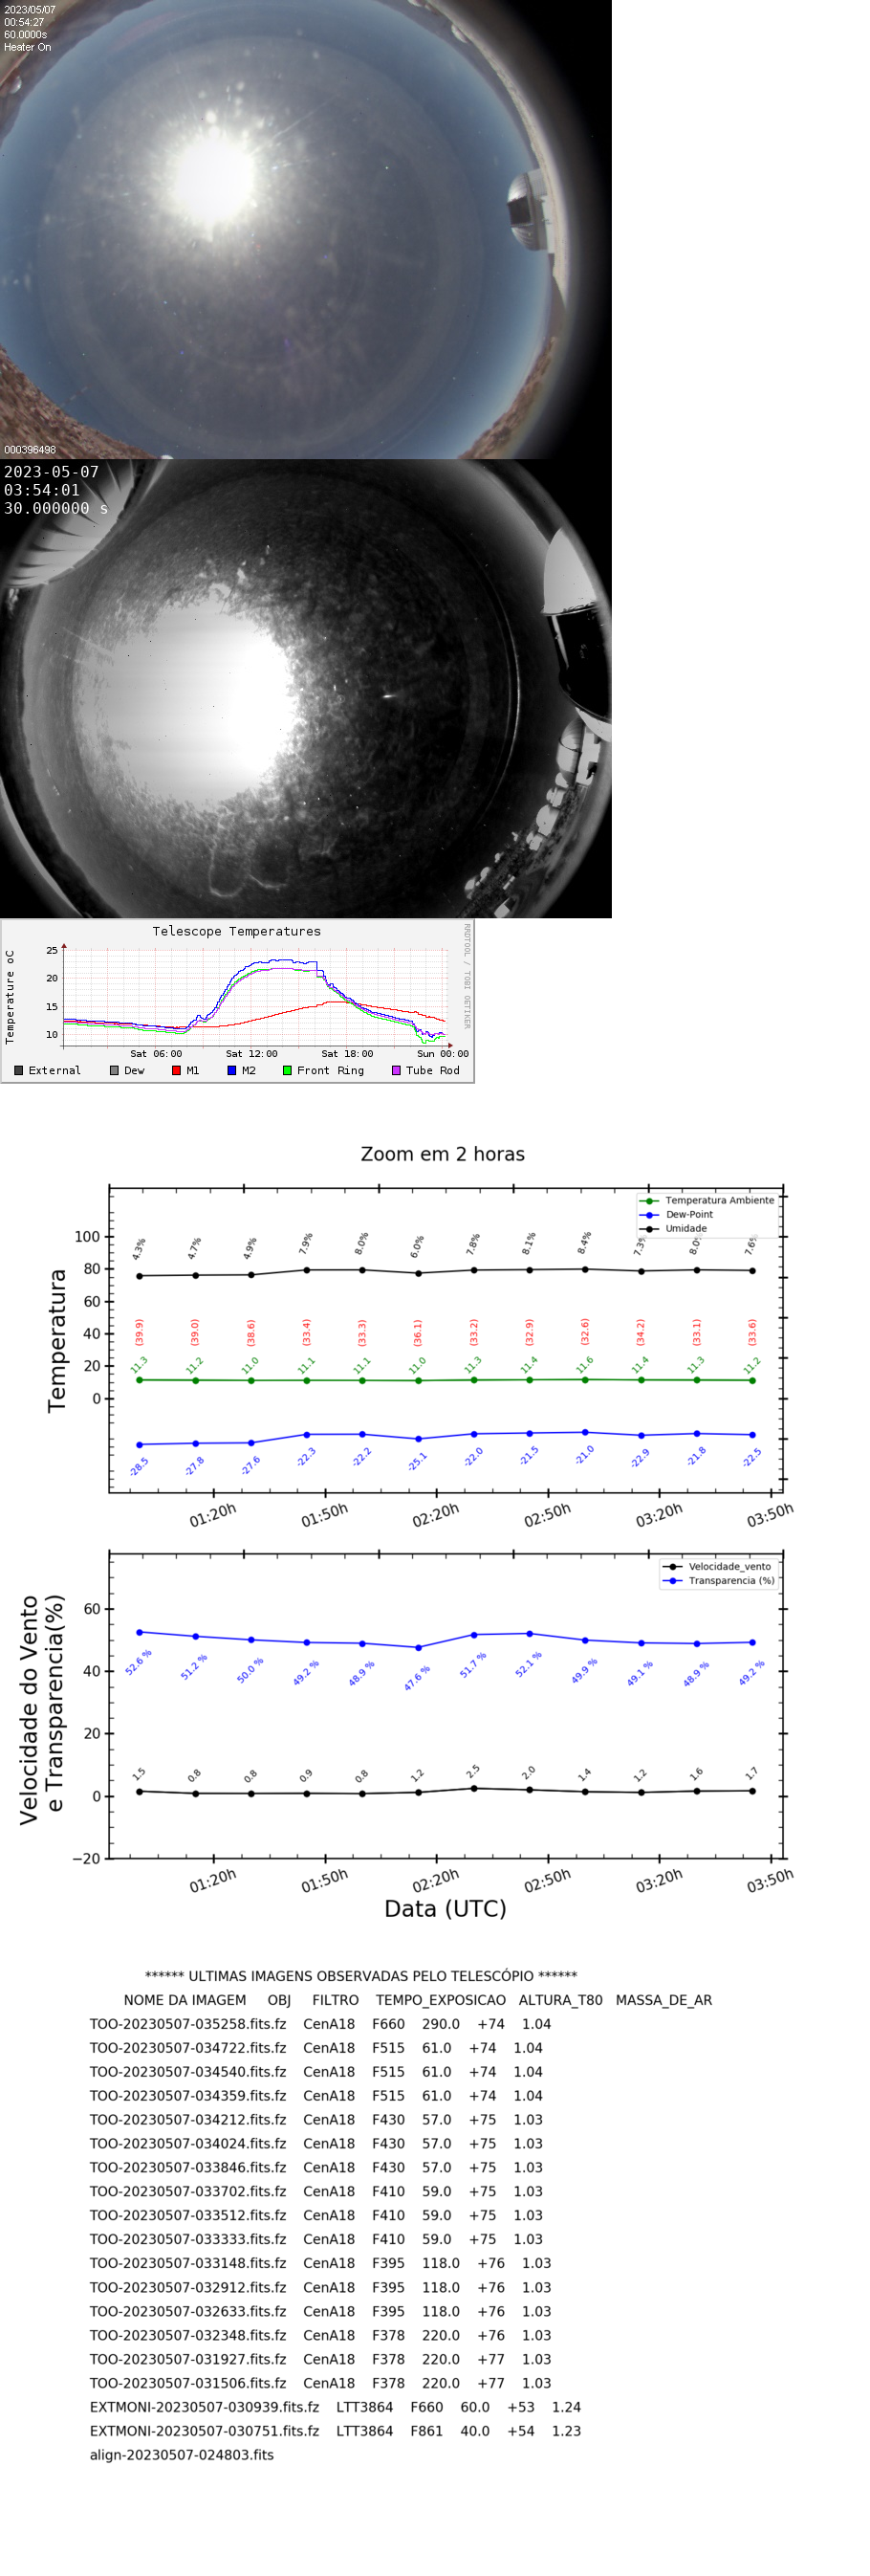 2023/05/07
00:54:27
60.0000s
Heater On
000396498
2023-05-07
03:54:01
30.000000 s
Telescope Temperatures
RRDTOOL / TOBI OETIKER
Temperature oC
25
20
15
10
Sat 06:00 Sat 12:00 Sat 18:00 Sun 00:00
External Dew M1 M2 Front Ring Tube Rod
Zoom em 2 horas
Temperatura Ambiente
Dew-Point
Umidade
Temperatura
100
80
60
40
20
0
4.3% 4.7% 4.9% 7.9% 8.0% 6.0% 7.8% 8.1% 8.4% 7.3% 8.0% 7.6%
(39.9) (39.0) (38.6) (33.4) (33.3) (36.1) (33.2) (32.9) (32.6) (34.2) (33.1) (33.6)
11.3 11.2 11.0 11.1 11.1 11.0 11.3 11.4 11.6 11.4 11.3 11.2
-28.5 -27.8 -27.6 -22.3 -22.2 -25.1 -22.0 -21.5 -21.0 -22.9 -21.8 -22.5
01:20h 01:50h 02:20h 02:50h 03:20h 03:50h
Velocidade_vento
Transparencia (%)
Velocidade do Vento
e Transparencia(%)
60
40
20
0
−20
52.6 % 51.2 % 50.0 % 49.2 % 48.9 % 47.6 % 51.7 % 52.1 % 49.9 % 49.1 % 48.9 % 49.2 %
1.5 0.8 0.8 0.9 0.8 1.2 2.5 2.0 1.4 1.2 1.6 1.7
01:20h 01:50h 02:20h 02:50h 03:20h 03:50h
Data (UTC)
****** ULTIMAS IMAGENS OBSERVADAS PELO TELESCÓPIO ******
NOME DA IMAGEM OBJ FILTRO TEMPO_EXPOSICAO ALTURA_T80 MASSA_DE_AR
TOO-20230507-035258.fits.fz CenA18 F660 290.0 +74 1.04
TOO-20230507-034722.fits.fz CenA18 F515 61.0 +74 1.04
TOO-20230507-034540.fits.fz CenA18 F515 61.0 +74 1.04
TOO-20230507-034359.fits.fz CenA18 F515 61.0 +74 1.04
TOO-20230507-034212.fits.fz CenA18 F430 57.0 +75 1.03
TOO-20230507-034024.fits.fz CenA18 F430 57.0 +75 1.03
TOO-20230507-033846.fits.fz CenA18 F430 57.0 +75 1.03
TOO-20230507-033702.fits.fz CenA18 F410 59.0 +75 1.03
TOO-20230507-033512.fits.fz CenA18 F410 59.0 +75 1.03
TOO-20230507-033333.fits.fz CenA18 F410 59.0 +75 1.03
TOO-20230507-033148.fits.fz CenA18 F395 118.0 +76 1.03
TOO-20230507-032912.fits.fz CenA18 F395 118.0 +76 1.03
TOO-20230507-032633.fits.fz CenA18 F395 118.0 +76 1.03
TOO-20230507-032348.fits.fz CenA18 F378 220.0 +76 1.03
TOO-20230507-031927.fits.fz CenA18 F378 220.0 +77 1.03
TOO-20230507-031506.fits.fz CenA18 F378 220.0 +77 1.03
EXTMONI-20230507-030939.fits.fz LTT3864 F660 60.0 +53 1.24
EXTMONI-20230507-030751.fits.fz LTT3864 F861 40.0 +54 1.23
align-20230507-024803.fits